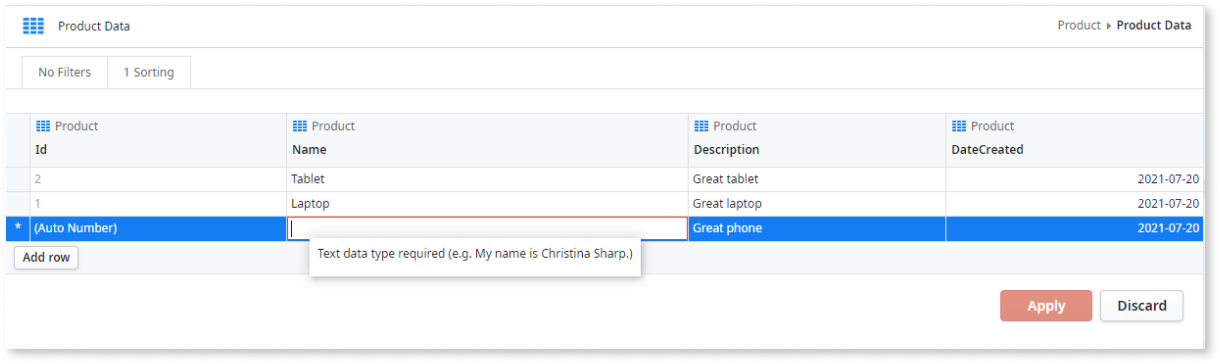 Product Data
Product ▸ Product Data
No Filters 1 Sorting
Product Product Product Product
Id Name Description DateCreated
2 Tablet Great tablet 2021-07-20
1 Laptop Great laptop 2021-07-20
* (Auto Number) Great phone 2021-07-20
Add row
Text data type required (e.g. My name is Christina Sharp.)
Apply Discard